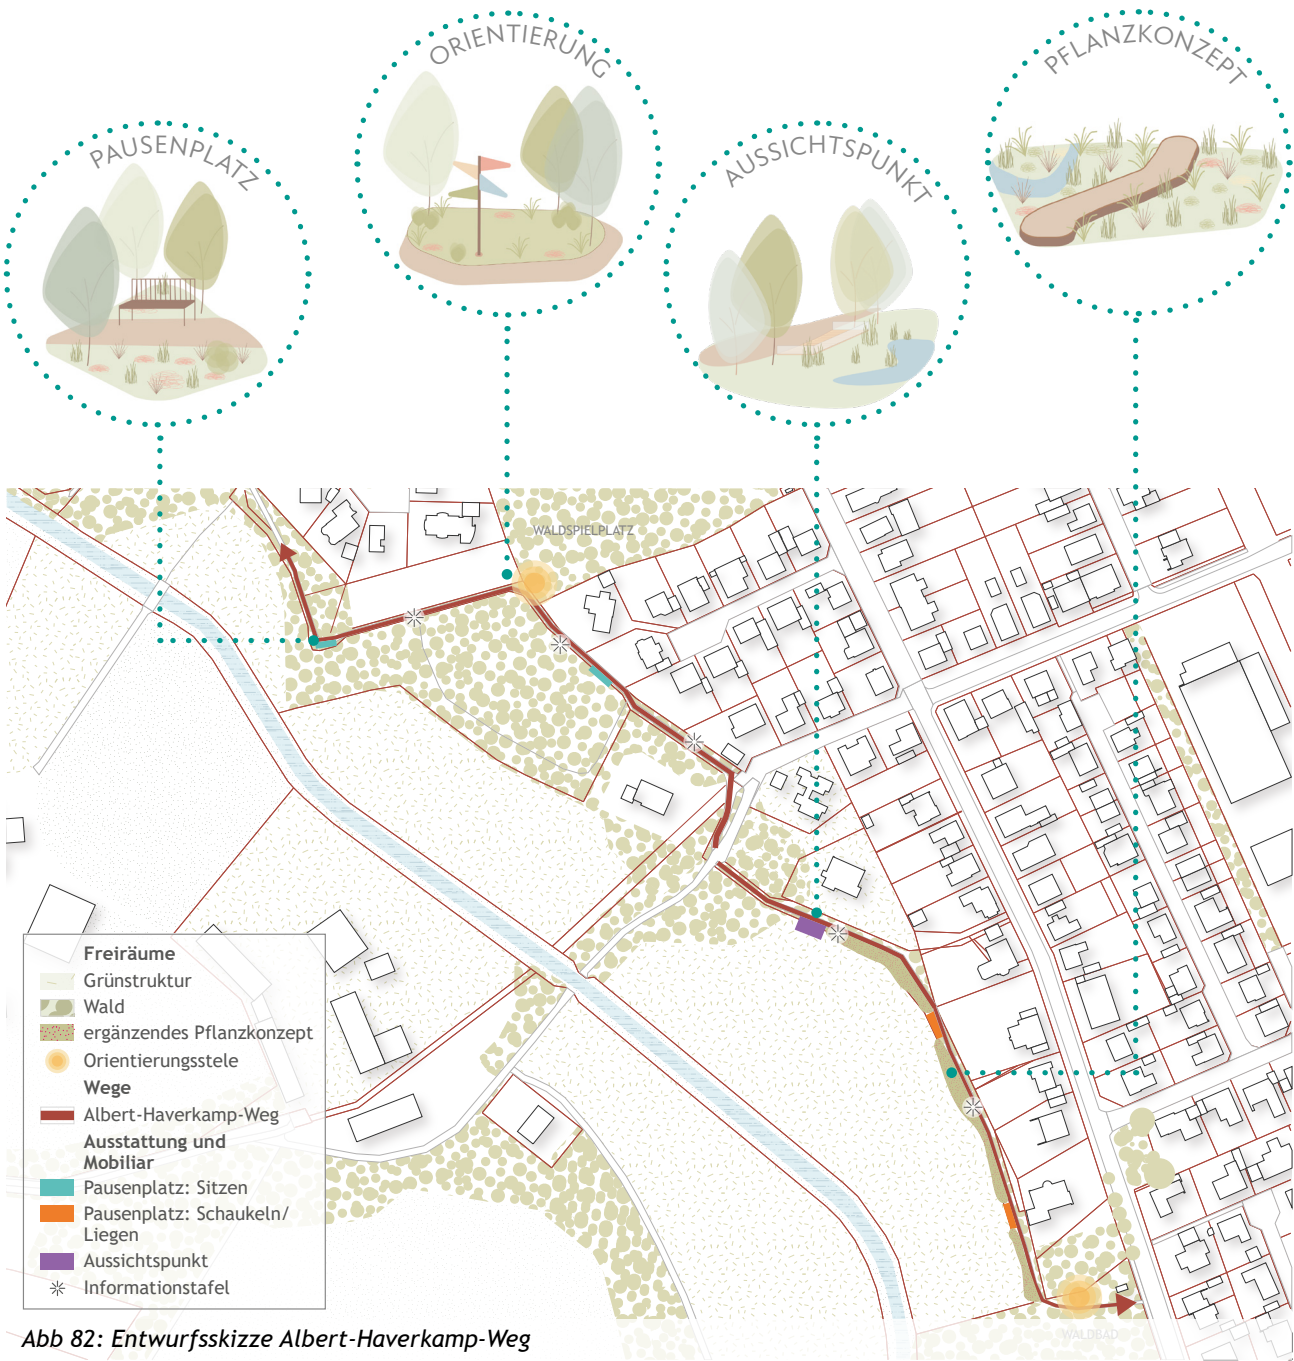 ORIENTIERUNG
PFLANZKONZEPT
PAUSENPLATZ
AUSSICHTSPUNKT
WALDSPIELPLATZ
Freiräume
Grünstruktur
Wald
ergänzendes Pflanzkonzept
Orientierungsstele
Wege
Albert-Haverkamp-Weg
Ausstattung und
Mobiliar
Pausenplatz: Sitzen
Pausenplatz: Schaukeln/
Liegen
Aussichtspunkt
Informationstafel
WALDBAD
Abb 82: Entwurfsskizze Albert-Haverkamp-Weg